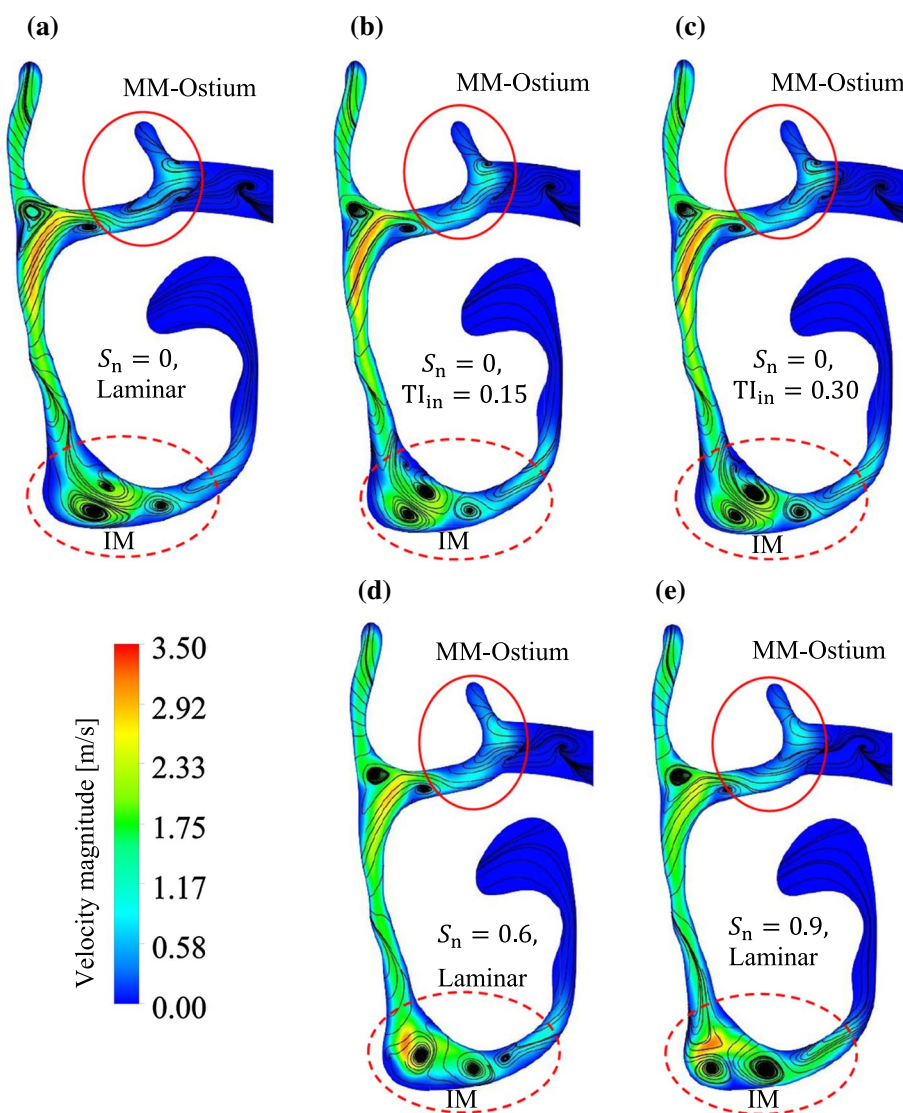 (a)
(b)
(c)
MM-Ostium
MM-Ostium
MM-Ostium
S_n = 0,
Laminar
S_n = 0,
TI_in = 0.15
S_n = 0,
TI_in = 0.30
IM
IM
IM
(d)
(e)
Velocity magnitude [m/s]
3.50
2.92
2.33
1.75
1.17
0.58
0.00
MM-Ostium
MM-Ostium
S_n = 0.6,
Laminar
S_n = 0.9,
Laminar
IM
IM